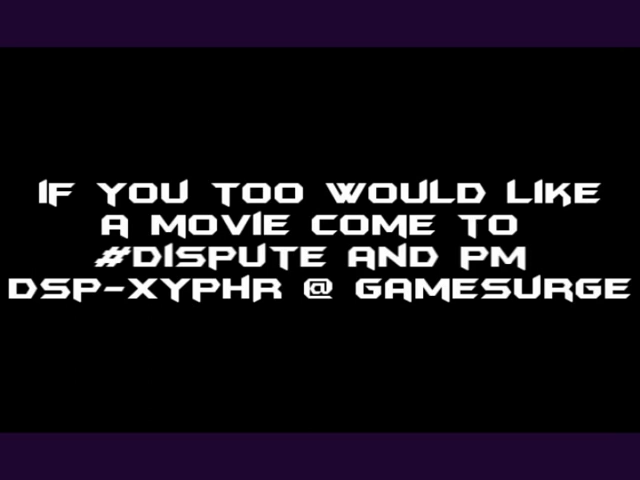 IF YOU TOO WOULD LIKE
A MOVIE COME TO
#DISPUTE AND PM
DSP-XYPHR @ GAMESURGE